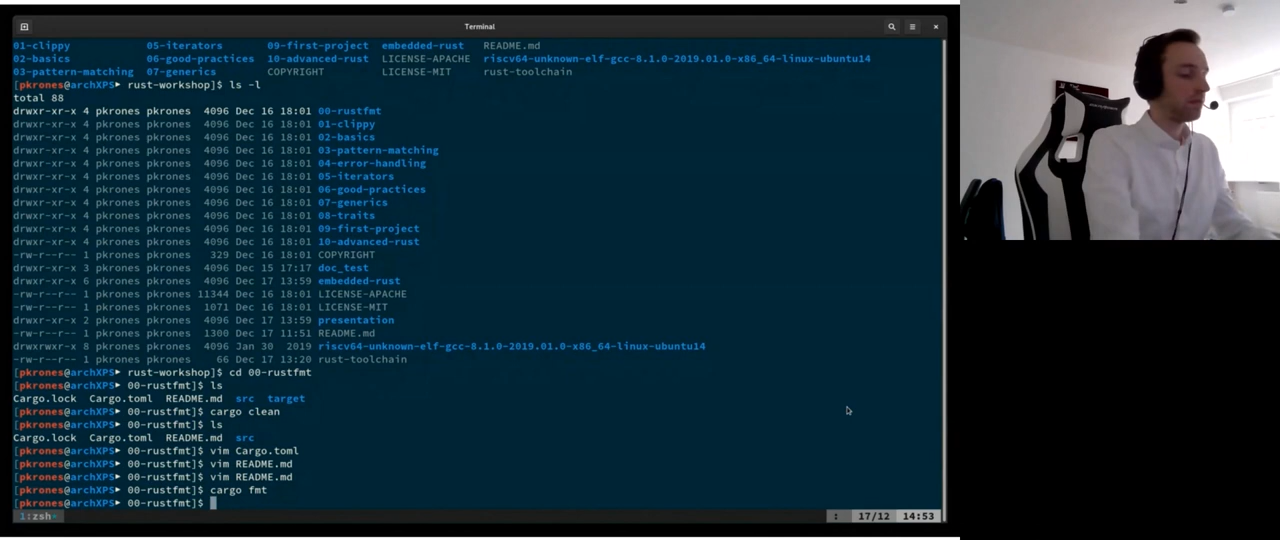 Terminal
01-clippy 05-iterators 09-first-project embedded-rust README.md
02-basics 06-good-practices 10-advanced-rust LICENSE-APACHE riscv64-unknown-elf-gcc-8.1.0-2019.01.0-x86_64-linux-ubuntu14
03-pattern-matching 07-generics COPYRIGHT LICENSE-MIT rust-toolchain
[pkrones@archXPS▸ rust-workshop]$ ls -l
total 88
drwxr-xr-x 4 pkrones pkrones 4096 Dec 16 18:01 00-rustfmt
drwxr-xr-x 4 pkrones pkrones 4096 Dec 16 18:01 01-clippy
drwxr-xr-x 4 pkrones pkrones 4096 Dec 16 18:01 02-basics
drwxr-xr-x 4 pkrones pkrones 4096 Dec 16 18:01 03-pattern-matching
drwxr-xr-x 4 pkrones pkrones 4096 Dec 16 18:01 04-error-handling
drwxr-xr-x 4 pkrones pkrones 4096 Dec 16 18:01 05-iterators
drwxr-xr-x 4 pkrones pkrones 4096 Dec 16 18:01 06-good-practices
drwxr-xr-x 4 pkrones pkrones 4096 Dec 16 18:01 07-generics
drwxr-xr-x 4 pkrones pkrones 4096 Dec 16 18:01 08-traits
drwxr-xr-x 4 pkrones pkrones 4096 Dec 16 18:01 09-first-project
drwxr-xr-x 4 pkrones pkrones 4096 Dec 16 18:01 10-advanced-rust
-rw-r--r-- 1 pkrones pkrones 329 Dec 16 18:01 COPYRIGHT
drwxr-xr-x 3 pkrones pkrones 4096 Dec 15 17:17 doc_test
drwxr-xr-x 6 pkrones pkrones 4096 Dec 17 13:59 embedded-rust
-rw-r--r-- 1 pkrones pkrones 11344 Dec 16 18:01 LICENSE-APACHE
-rw-r--r-- 1 pkrones pkrones 1071 Dec 16 18:01 LICENSE-MIT
drwxr-xr-x 2 pkrones pkrones 4096 Dec 17 13:59 presentation
-rw-r--r-- 1 pkrones pkrones 1300 Dec 17 11:51 README.md
drwxrwxr-x 8 pkrones pkrones 4096 Jan 30 2019 riscv64-unknown-elf-gcc-8.1.0-2019.01.0-x86_64-linux-ubuntu14
-rw-r--r-- 1 pkrones pkrones 66 Dec 17 13:20 rust-toolchain
[pkrones@archXPS▸ rust-workshop]$ cd 00-rustfmt
[pkrones@archXPS▸ 00-rustfmt]$ ls
Cargo.lock Cargo.toml README.md src target
[pkrones@archXPS▸ 00-rustfmt]$ cargo clean
[pkrones@archXPS▸ 00-rustfmt]$ ls
Cargo.lock Cargo.toml README.md src
[pkrones@archXPS▸ 00-rustfmt]$ vim Cargo.toml
[pkrones@archXPS▸ 00-rustfmt]$ vim README.md
[pkrones@archXPS▸ 00-rustfmt]$ vim README.md
[pkrones@archXPS▸ 00-rustfmt]$ cargo fmt
[pkrones@archXPS▸ 00-rustfmt]$
1:zsh : 17/12 14:53